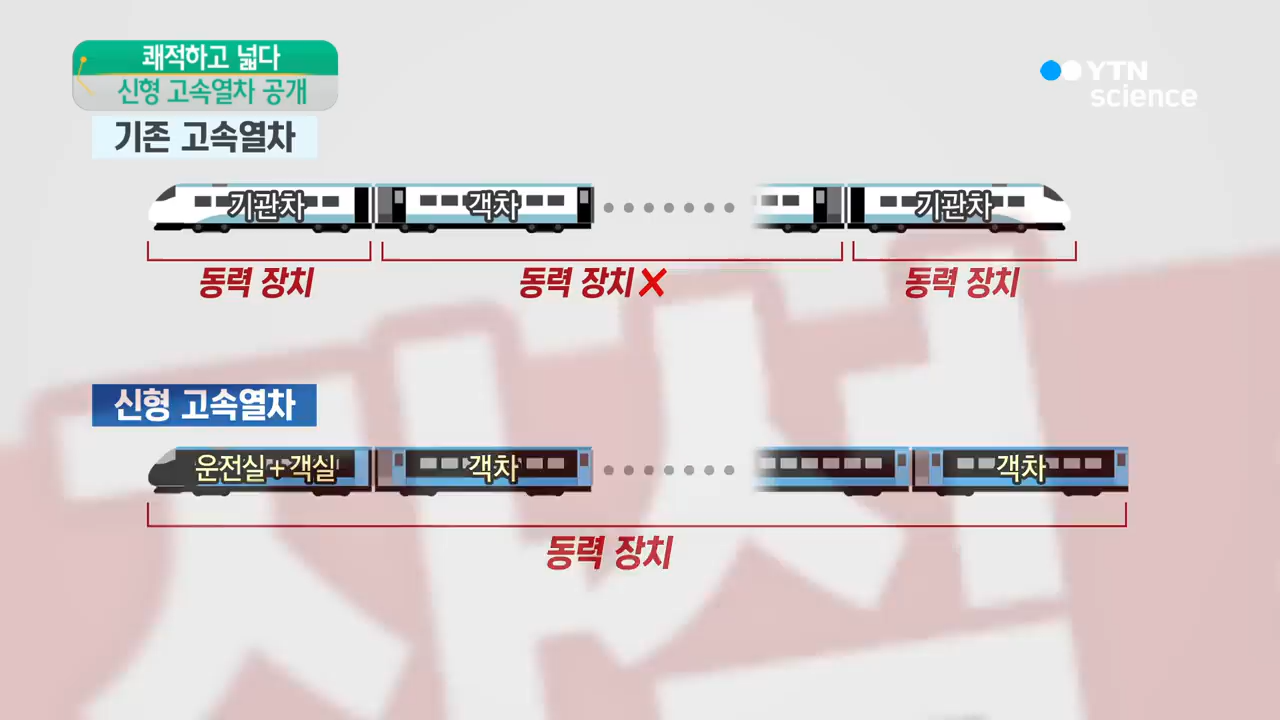 쾌적하고 넓다
신형 고속열차 공개
YTN
science
기존 고속열차
기관차 객차 기관차
동력 장치 동력 장치 X 동력 장치
신형 고속열차
운전실+객실 객차 객차
동력 장치